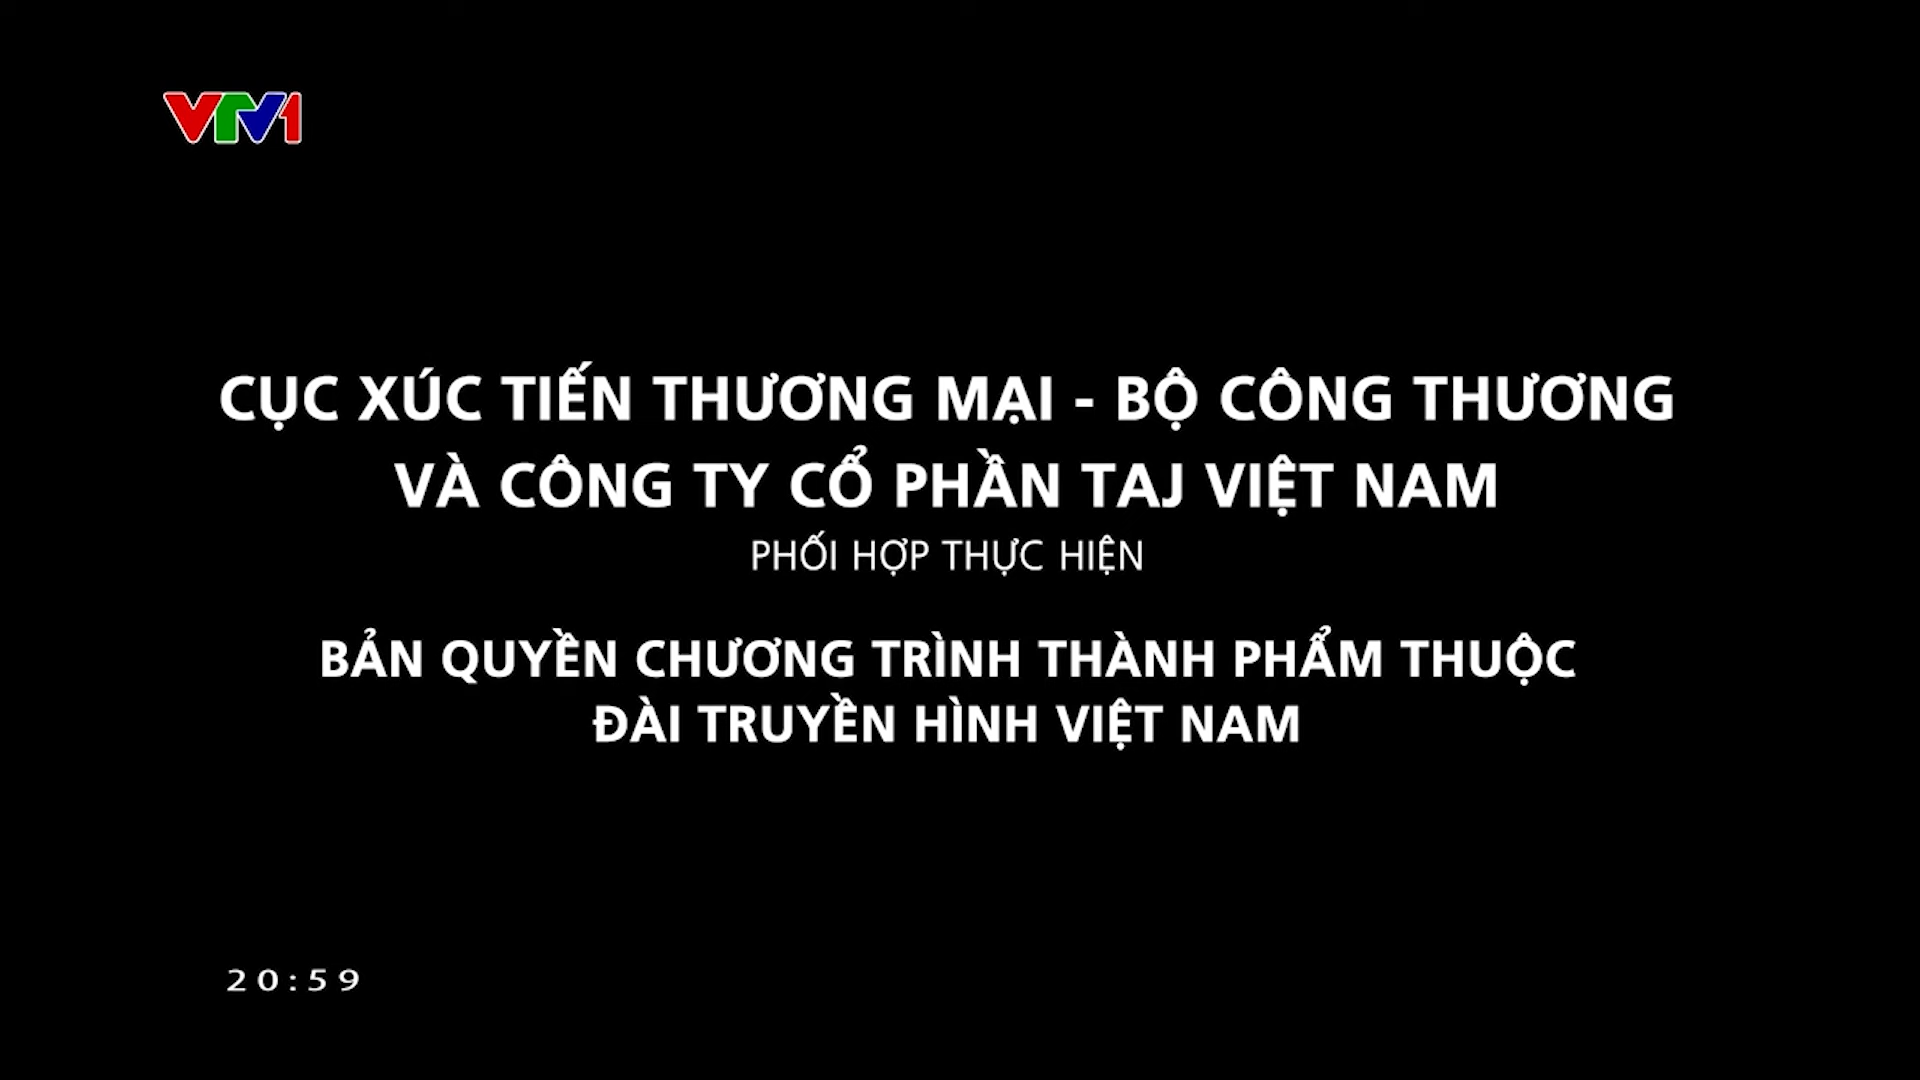 VTV1
CỤC XÚC TIẾN THƯƠNG MẠI - BỘ CÔNG THƯƠNG
VÀ CÔNG TY CỔ PHẦN TAJ VIỆT NAM
PHỐI HỢP THỰC HIỆN
BẢN QUYỀN CHƯƠNG TRÌNH THÀNH PHẨM THUỘC
ĐÀI TRUYỀN HÌNH VIỆT NAM
20:59